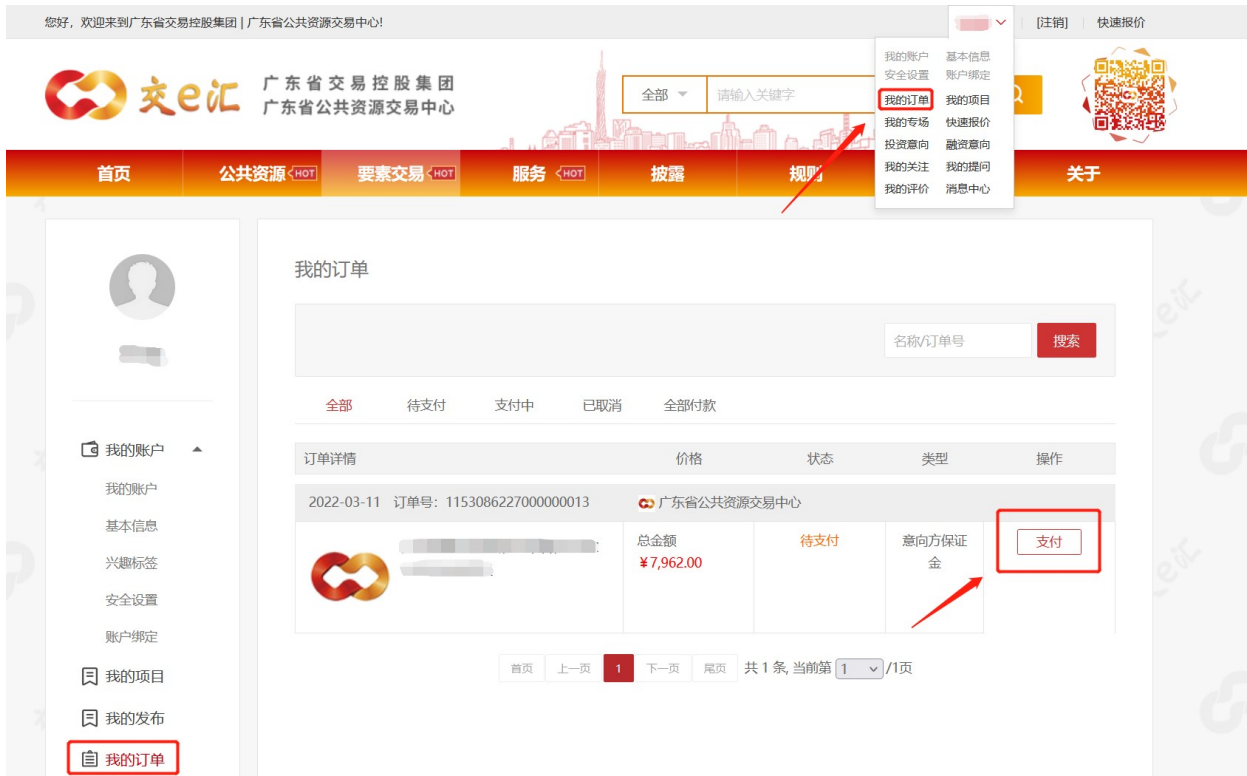 您好，欢迎来到广东省交易控股集团 | 广东省公共资源交易中心!
[注销] 快速报价
交e汇
广东省交易控股集团
广东省公共资源交易中心
全部 请输入关键字
我的账户 基本信息
安全设置 账户绑定
我的订单 我的项目
我的专场 快速报价
投资意向 融资意向
我的关注 我的提问
我的评价 消息中心
首页 公共资源 HOT 要素交易 HOT 服务 HOT 披露 规则 关于
我的订单
名称/订单号 搜索
全部 待支付 支付中 已取消 全部付款
订单详情 价格 状态 类型 操作
2022-03-11 订单号：1153086227000000013 广东省公共资源交易中心
总金额 待支付 意向方保证 支付
¥7,962.00 金
首页 上一页 1 下一页 尾页 共 1 条, 当前第 1 /1页
我的账户
我的账户
基本信息
兴趣标签
安全设置
账户绑定
我的项目
我的发布
我的订单